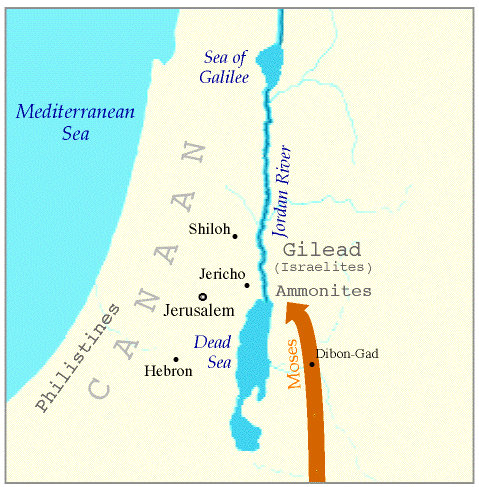 Sea of
Galilee
Mediterranean
Sea
CANAAN
Jordan River
Shiloh
Gilead
(Israelites)
Jericho
Ammonites
Jerusalem
Philistines
Dead
Sea
Moses
Dibon-Gad
Hebron